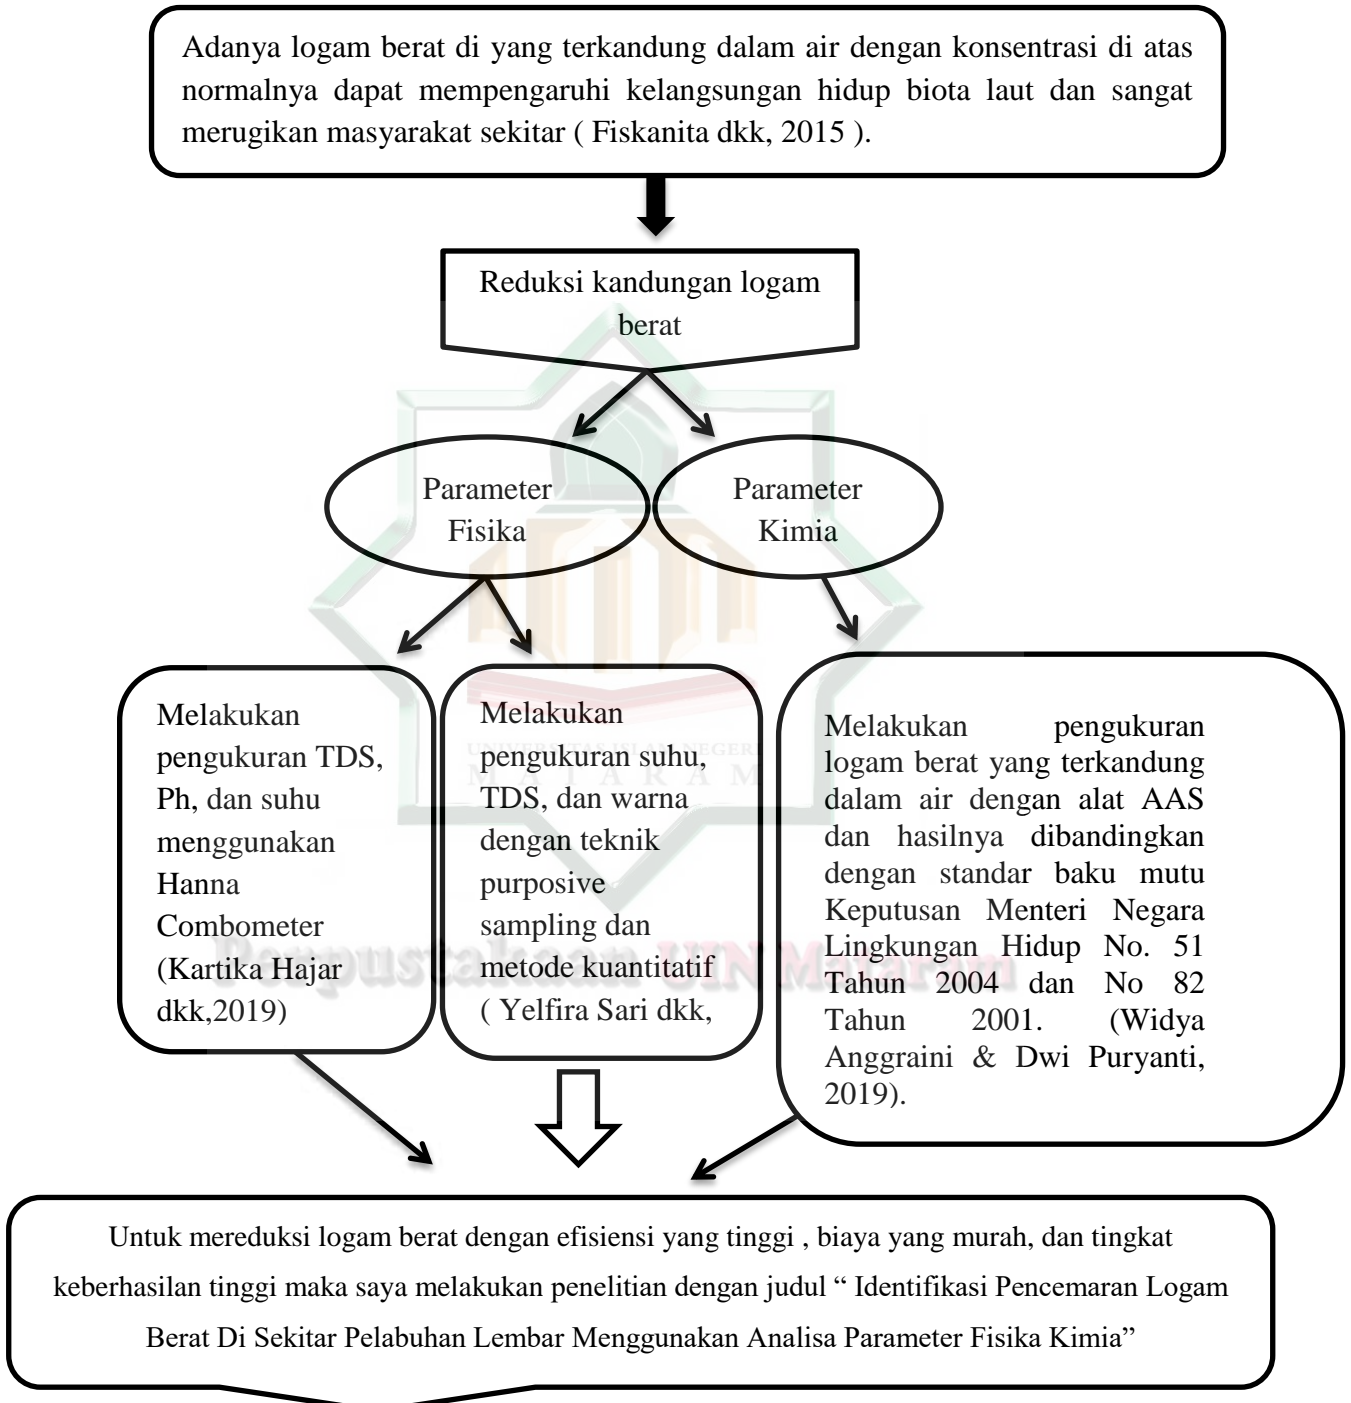 Adanya logam berat di yang terkandung dalam air dengan konsentrasi di atas
normalnya dapat mempengaruhi kelangsungan hidup biota laut dan sangat
merugikan masyarakat sekitar ( Fiskanita dkk, 2015 ).
Reduksi kandungan logam
berat
Parameter
Fisika
Parameter
Kimia
Melakukan
pengukuran TDS,
Ph, dan suhu
menggunakan
Hanna
Combometer
(Kartika Hajar
dkk,2019)
Melakukan
pengukuran suhu,
TDS, dan warna
dengan teknik
purposive
sampling dan
metode kuantitatif
( Yelfira Sari dkk,
Melakukan pengukuran
logam berat yang terkandung
dalam air dengan alat AAS
dan hasilnya dibandingkan
dengan standar baku mutu
Keputusan Menteri Negara
Lingkungan Hidup No. 51
Tahun 2004 dan No 82
Tahun 2001. (Widya
Anggraini & Dwi Puryanti,
2019).
UNIVERSITAS ISLAM NEGERI
MATARAM
Perpustakaan UIN Mataram
Untuk mereduksi logam berat dengan efisiensi yang tinggi , biaya yang murah, dan tingkat
keberhasilan tinggi maka saya melakukan penelitian dengan judul “ Identifikasi Pencemaran Logam
Berat Di Sekitar Pelabuhan Lembar Menggunakan Analisa Parameter Fisika Kimia”